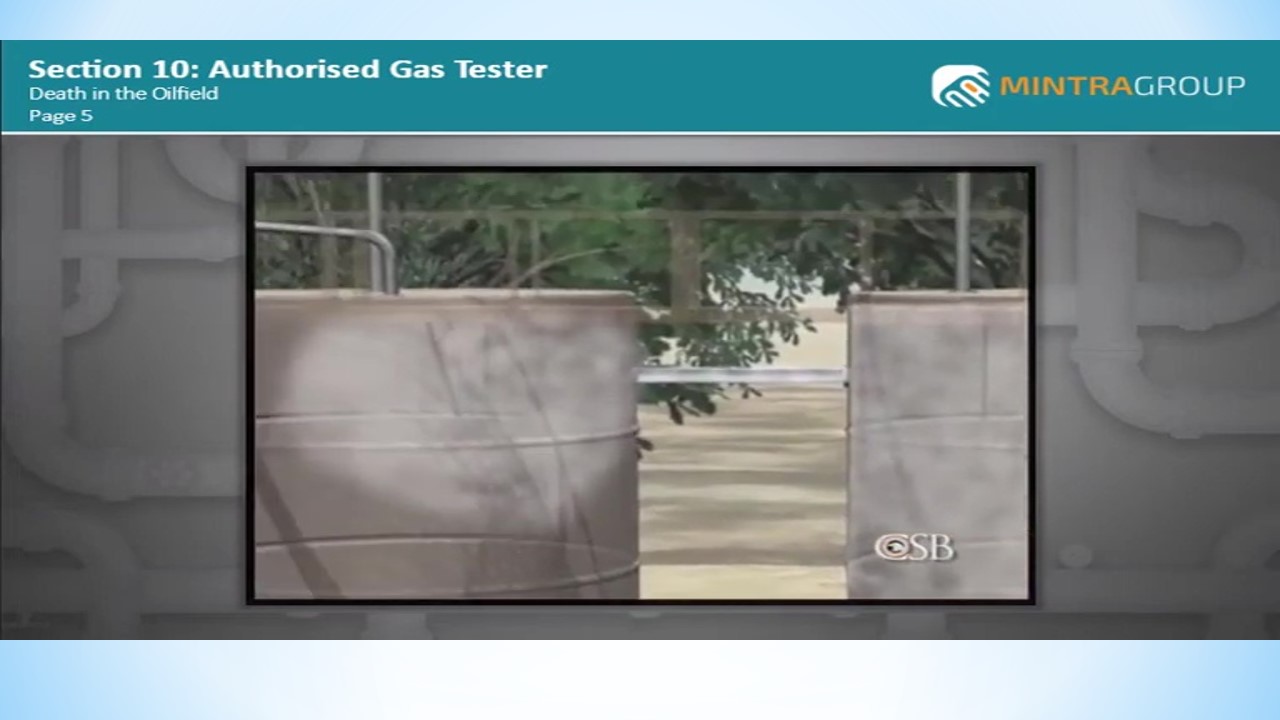 Section 10: Authorised Gas Tester
Death in the Oilfield
Page 5
MINTRAGROUP
CSB